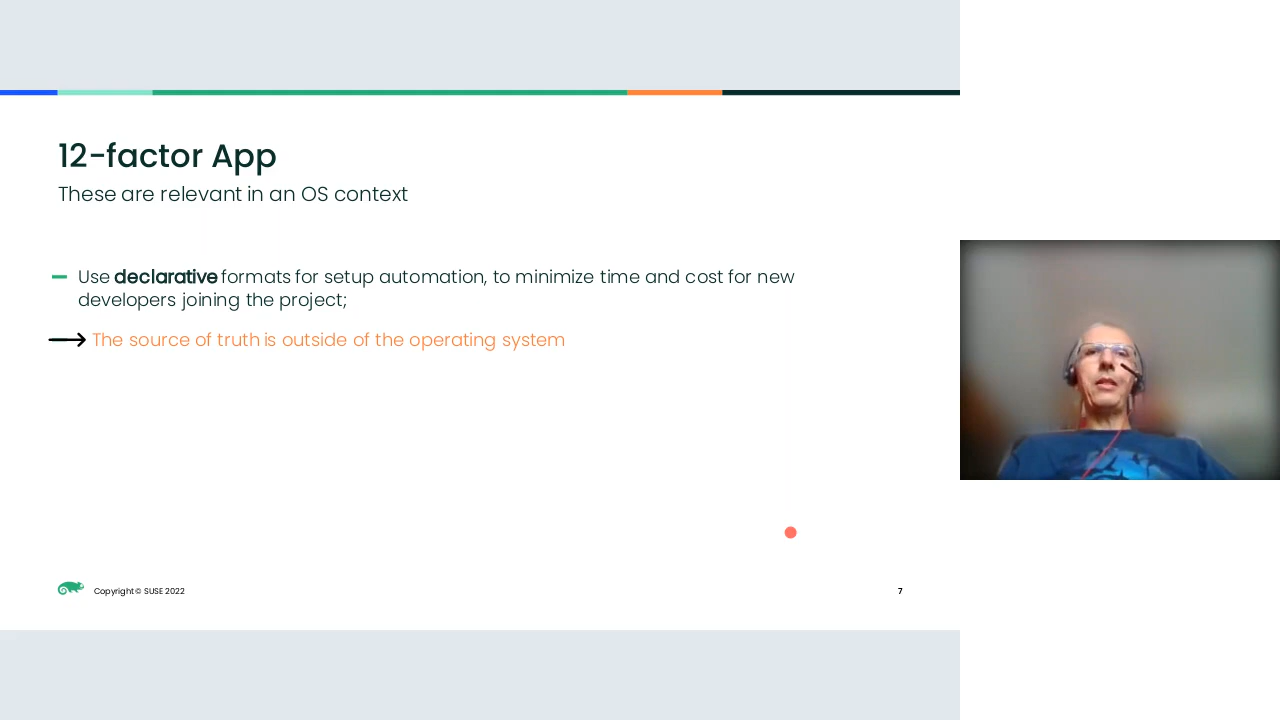 12-factor App
These are relevant in an OS context
Use declarative formats for setup automation, to minimize time and cost for new
developers joining the project;
The source of truth is outside of the operating system
Copyright © SUSE 2022
7